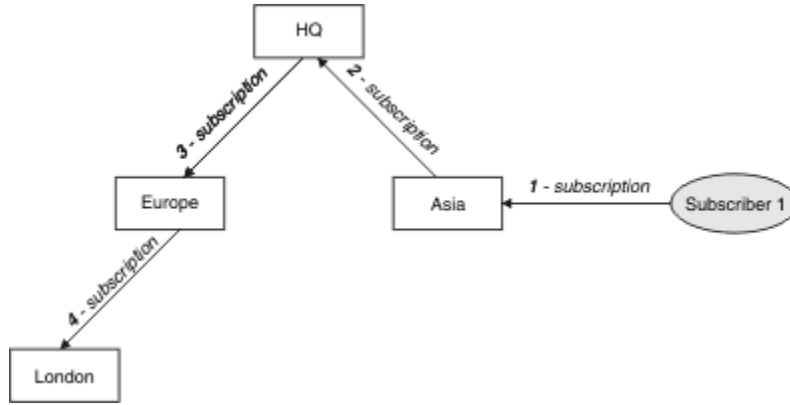 HQ
3 - subscription
2 - subscription
Europe
Asia
1 - subscription
Subscriber 1
4 - subscription
London